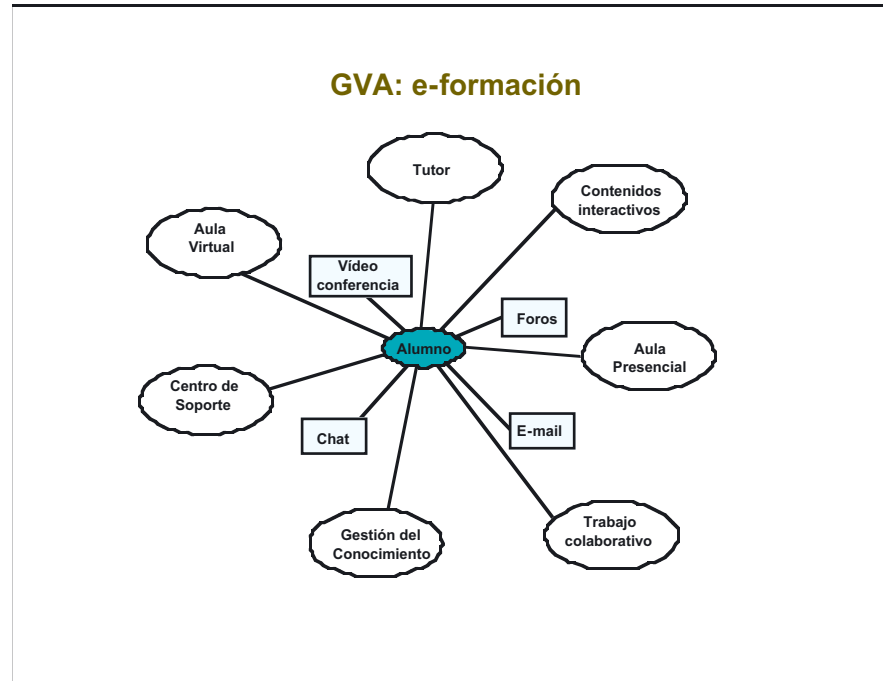 GVA: e-formación
Tutor
Contenidos
interactivos
Aula
Virtual
Vídeo
conferencia
Foros
Alumno
Aula
Presencial
Centro de
Soporte
Chat
E-mail
Gestión del
Conocimiento
Trabajo
colaborativo